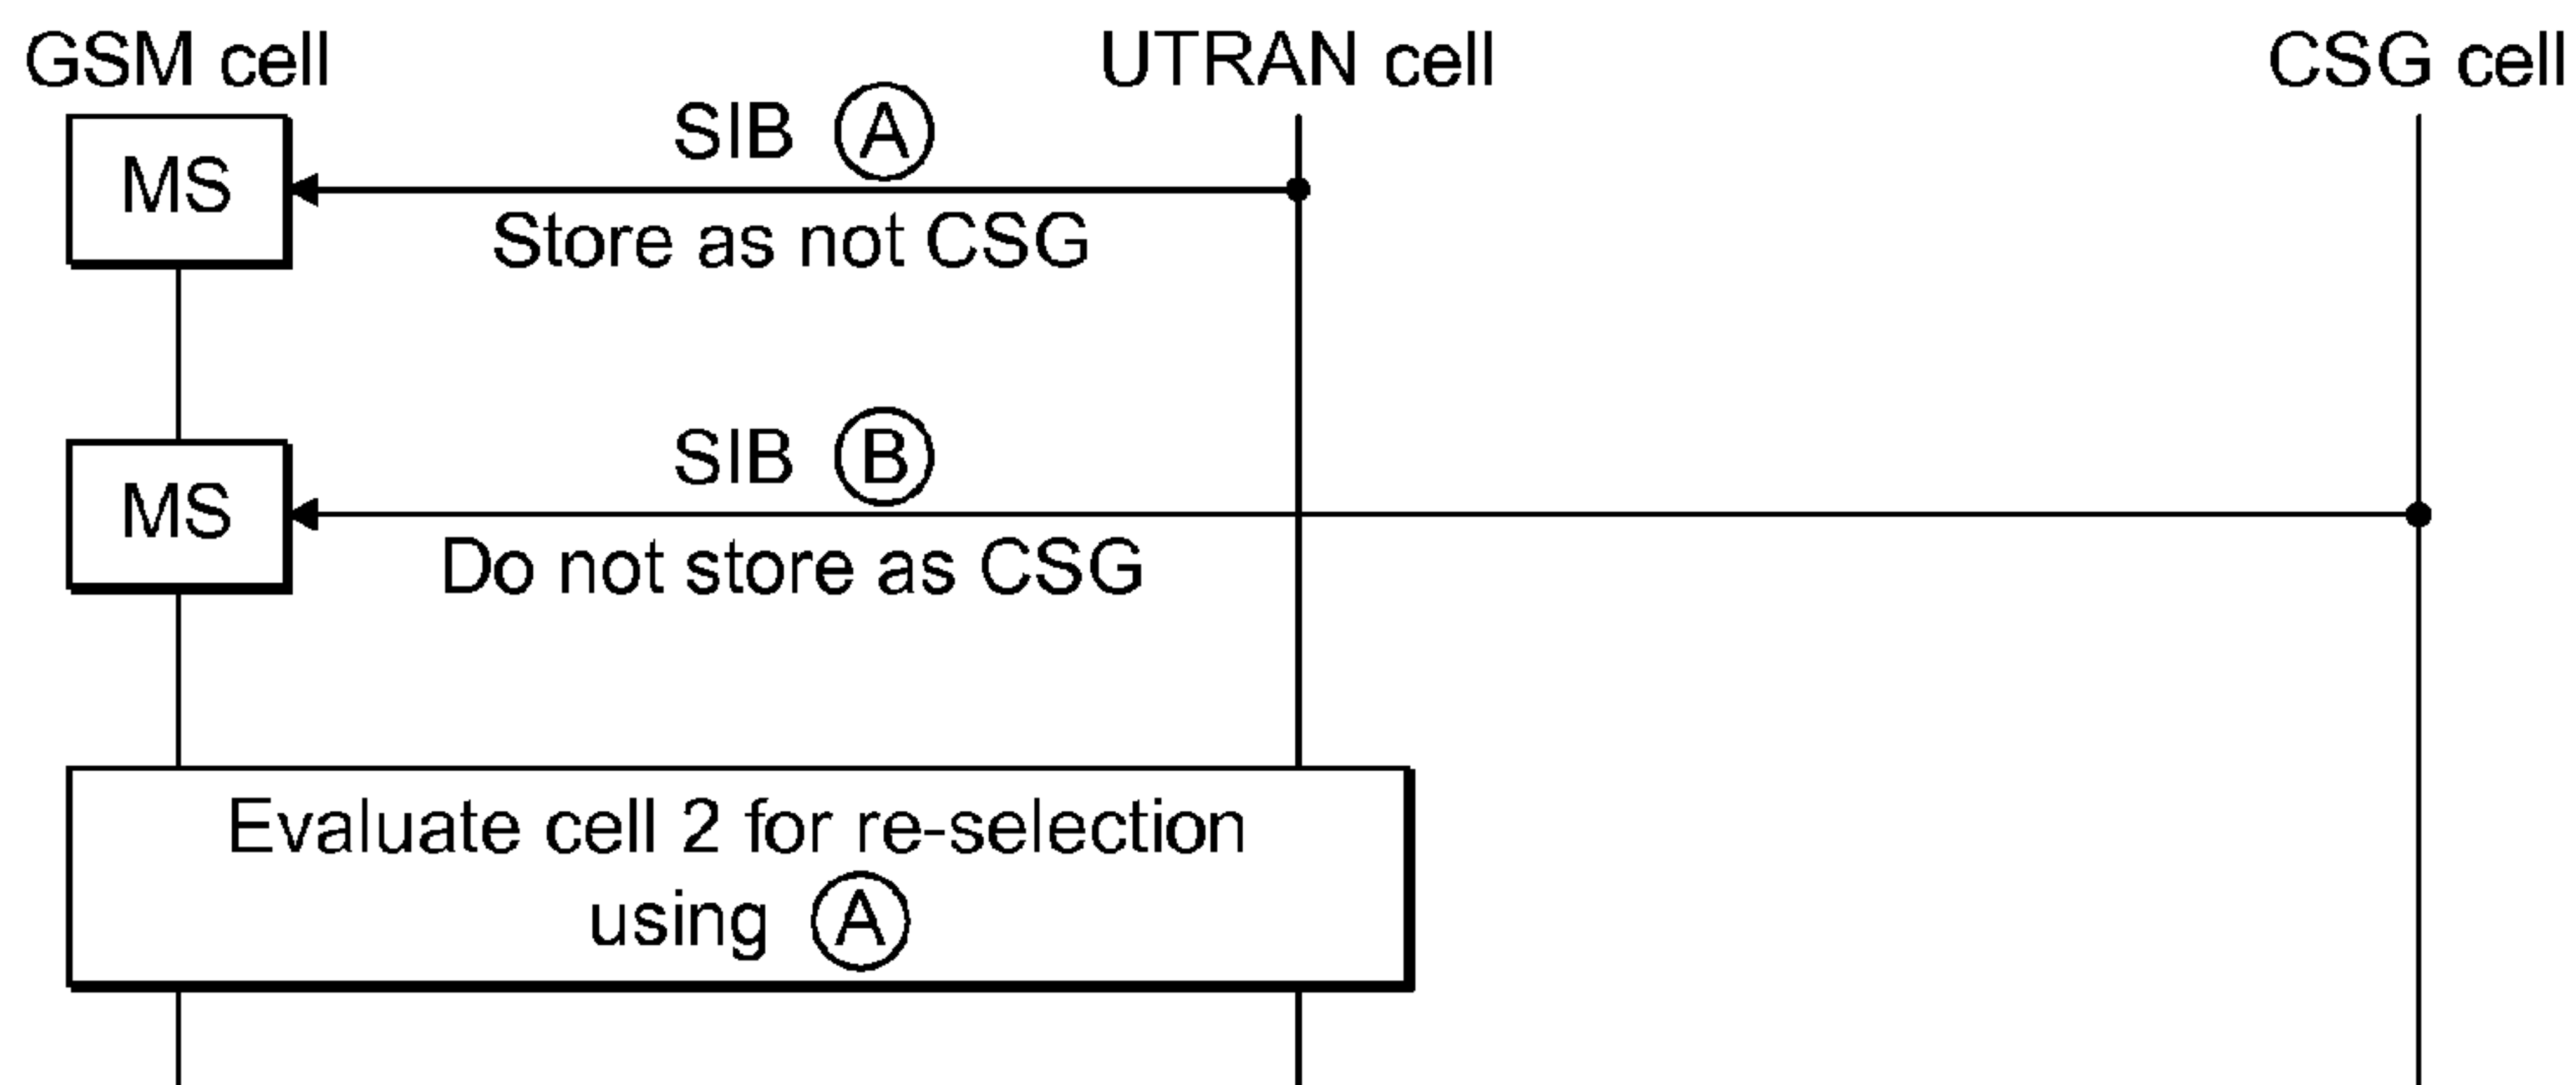 GSM cell UTRAN cell CSG cell
SIB Ⓐ
MS
Store as not CSG
SIB Ⓑ
MS
Do not store as CSG
Evaluate cell 2 for re-selection
using Ⓐ